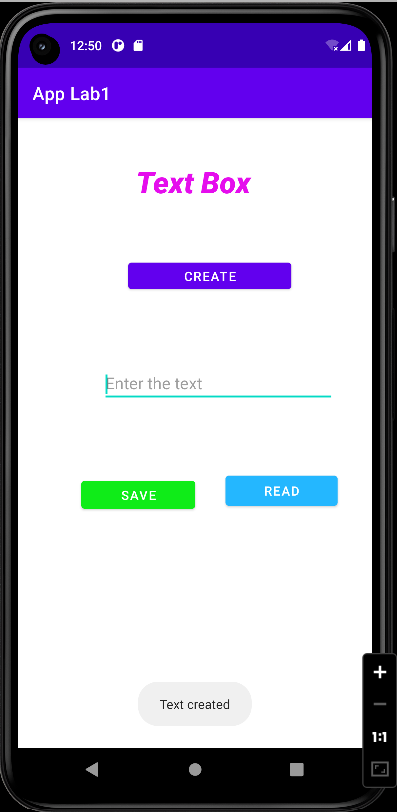 12:50
App Lab1
Text Box
CREATE
Enter the text
SAVE
READ
Text created
1:1